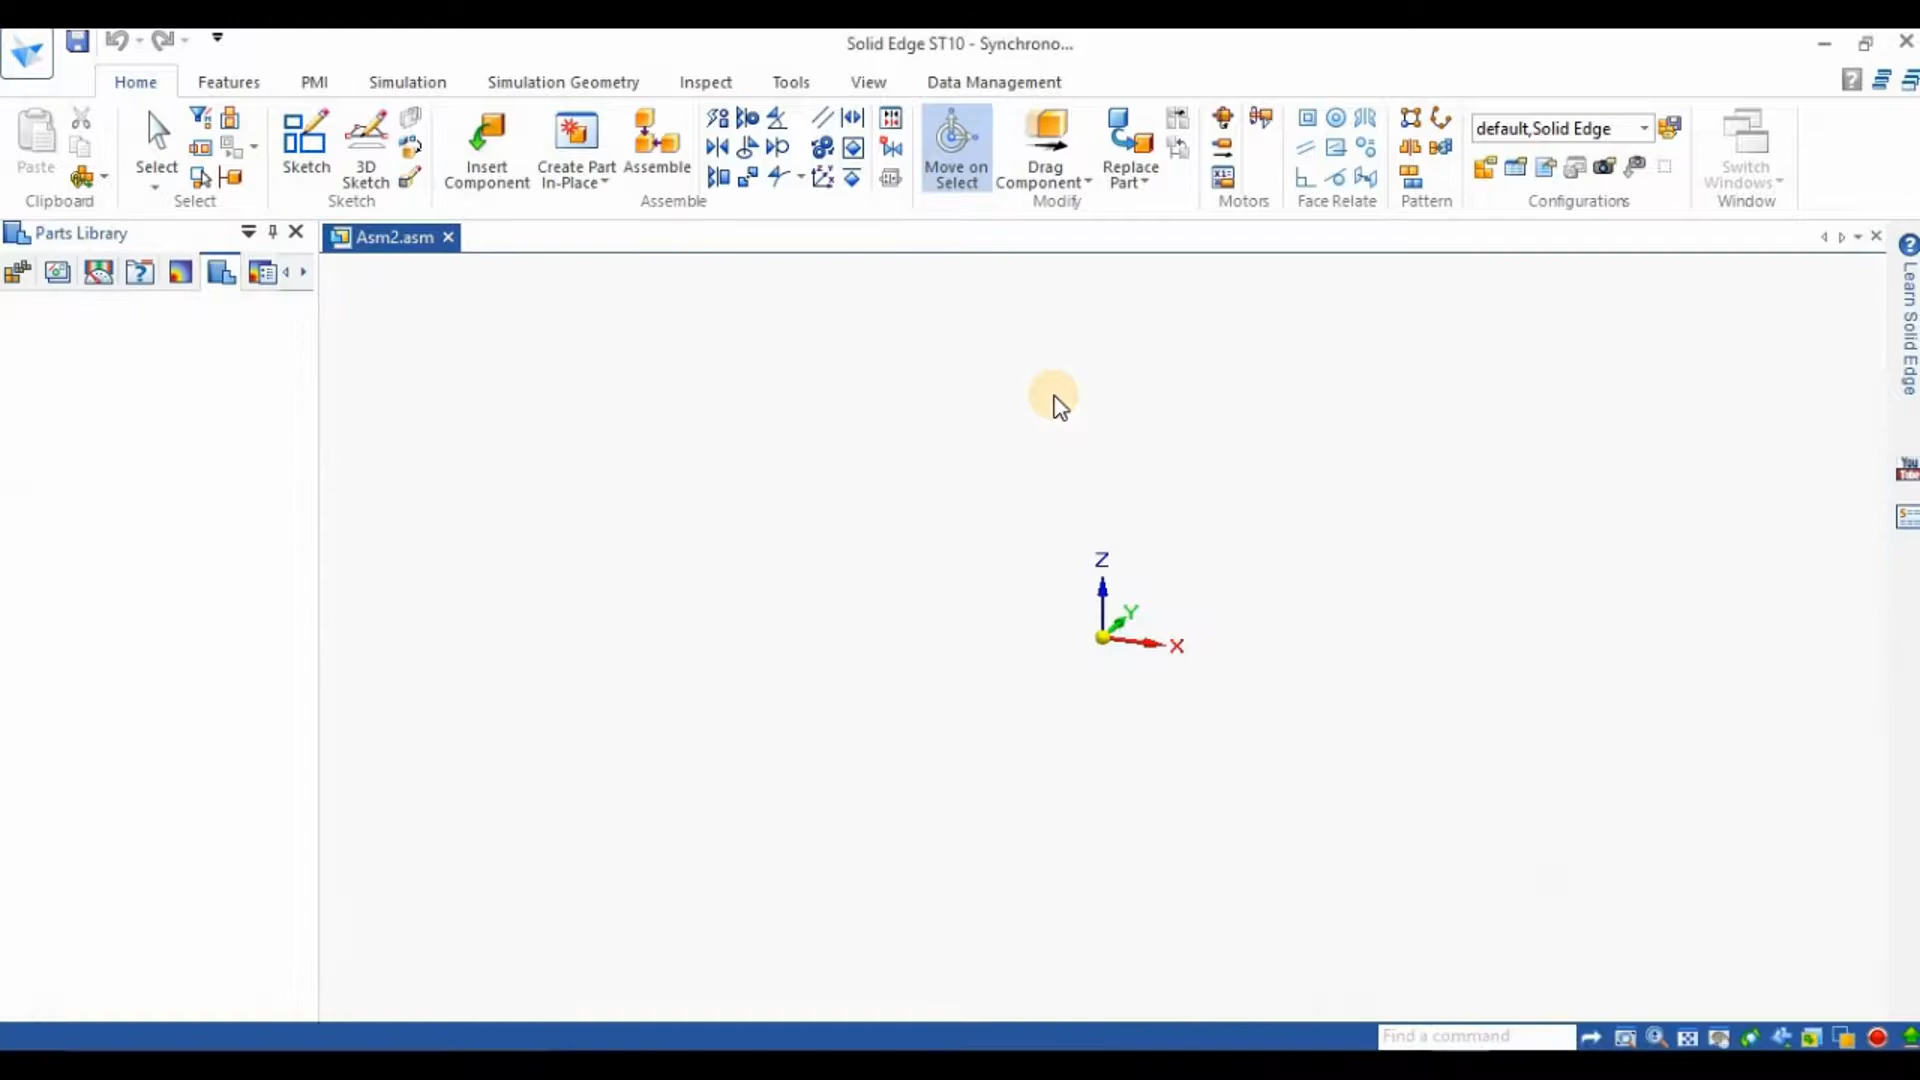 Solid Edge ST10 - Synchrono...
Home Features PMI Simulation Simulation Geometry Inspect Tools View Data Management
Paste
Clipboard
Select
Select
Sketch
3D
Sketch
Sketch
Insert
Component
Create Part
In-Place
Assemble
Assemble
Move on
Select
Drag
Component
Replace
Part
Modify
Motors
Face Relate
Pattern
default,Solid Edge
Configurations
Switch
Windows
Window
Parts Library
Asm2.asm
Learn Solid Edge
You
Tube
Z
Y
X
Find a command